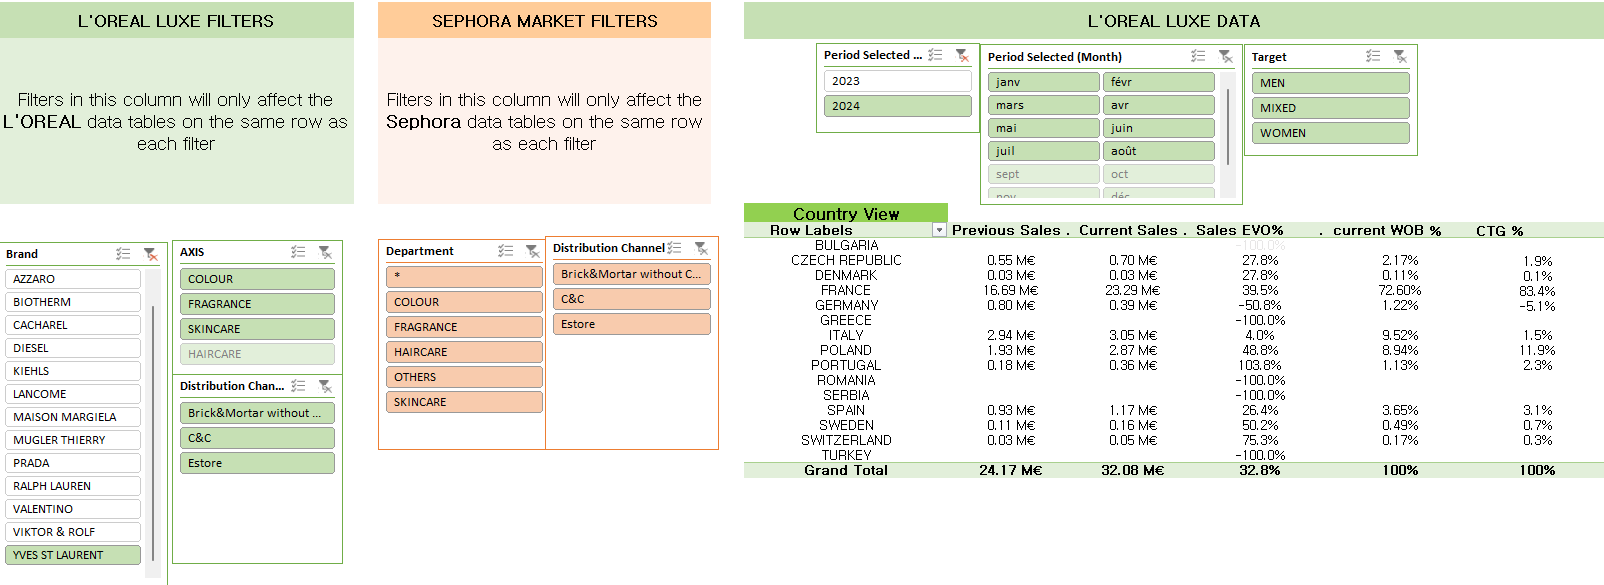 L'OREAL LUXE FILTERS
Filters in this column will only affect the
L'OREAL data tables on the same row as
each filter
SEPHORA MARKET FILTERS
Filters in this column will only affect the
Sephora data tables on the same row
as each filter
L'OREAL LUXE DATA
Period Selected ...
2023
2024
Period Selected (Month)
janv févr
mars avr
mai juin
juil août
sept oct
nov déc
Target
MEN
MIXED
WOMEN
Brand
AZZARO
BIOTHERM
CACHAREL
DIESEL
KIEHLS
LANCOME
MAISON MARGIELA
MUGLER THIERRY
PRADA
RALPH LAUREN
VALENTINO
VIKTOR & ROLF
YVES ST LAURENT
AXIS
COLOUR
FRAGRANCE
SKINCARE
HAIRCARE
Distribution Chan...
Brick&Mortar without ...
C&C
Estore
Department
*
COLOUR
FRAGRANCE
HAIRCARE
OTHERS
SKINCARE
Distribution Channel
Brick&Mortar without C...
C&C
Estore
Country View
Row Labels Previous Sales . Current Sales . Sales EVO% . current WOB % CTG %
BULGARIA -100.0%
CZECH REPUBLIC 0.55 M€ 0.70 M€ 27.8% 2.17% 1.9%
DENMARK 0.03 M€ 0.03 M€ 27.8% 0.11% 0.1%
FRANCE 16.69 M€ 23.29 M€ 39.5% 72.60% 83.4%
GERMANY 0.80 M€ 0.39 M€ -50.8% 1.22% -5.1%
GREECE -100.0%
ITALY 2.94 M€ 3.05 M€ 4.0% 9.52% 1.5%
POLAND 1.93 M€ 2.87 M€ 48.8% 8.94% 11.9%
PORTUGAL 0.18 M€ 0.36 M€ 103.8% 1.13% 2.3%
ROMANIA -100.0%
SERBIA -100.0%
SPAIN 0.93 M€ 1.17 M€ 26.4% 3.65% 3.1%
SWEDEN 0.11 M€ 0.16 M€ 50.2% 0.49% 0.7%
SWITZERLAND 0.03 M€ 0.05 M€ 75.3% 0.17% 0.3%
TURKEY -100.0%
Grand Total 24.17 M€ 32.08 M€ 32.8% 100% 100%